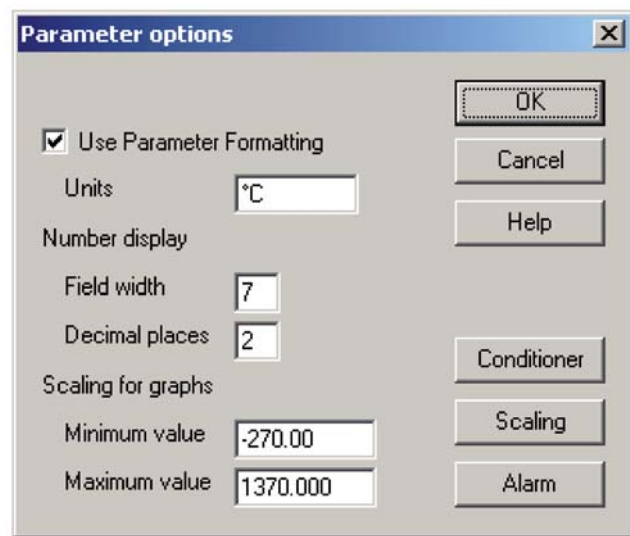 Parameter options
OK
Use Parameter Formatting
Cancel
Units °C
Help
Number display
Field width 7
Decimal places 2
Conditioner
Scaling for graphs
Scaling
Minimum value -270.00
Maximum value 1370.000
Alarm